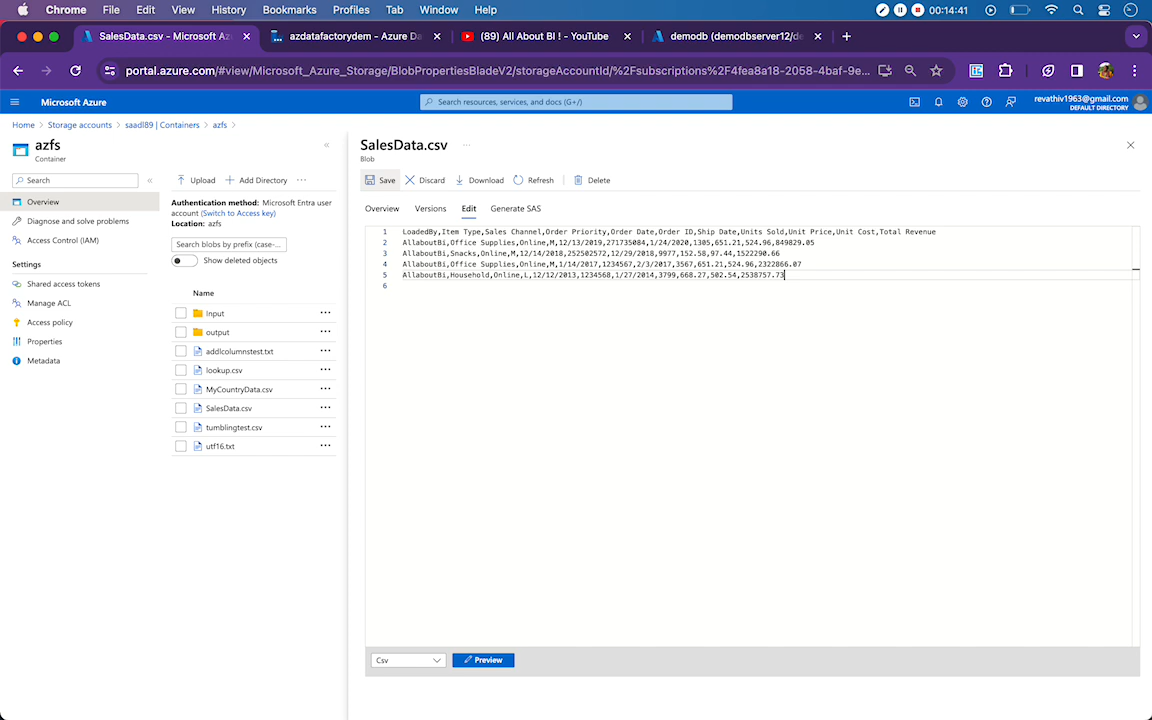 Chrome File Edit View History Bookmarks Profiles Tab Window Help 00:14:41
SalesData.csv - Microsoft Az
azdatafactorydem - Azure Da
(89) All About BI ! - YouTube
demodb (demodbserver12/de
portal.azure.com/#view/Microsoft_Azure_Storage/BlobPropertiesBladeV2/storageAccountId/%2Fsubscriptions%2F4fea8a18-2058-4baf-9e...
Microsoft Azure
Search resources, services, and docs (G+/)
revathiv1963@gmail.com
DEFAULT DIRECTORY
Home > Storage accounts > saadl89 | Containers > azfs >
azfs
Container
Search
Overview
Diagnose and solve problems
Access Control (IAM)
Settings
Shared access tokens
Manage ACL
Access policy
Properties
Metadata
Upload
Add Directory
Authentication method: Microsoft Entra user
account (Switch to Access key)
Location: azfs
Search blobs by prefix (case-...
Show deleted objects
Name
input
output
addlcolumnstest.txt
lookup.csv
MyCountryData.csv
SalesData.csv
tumblingtest.csv
utf16.txt
SalesData.csv
Blob
Save Discard Download Refresh Delete
Overview Versions Edit Generate SAS
1 LoadedBy,Item Type,Sales Channel,Order Priority,Order Date,Order ID,Ship Date,Units Sold,Unit Price,Unit Cost,Total Revenue
2 AllaboutBi,Office Supplies,Online,M,12/13/2019,271735084,1/24/2020,1305,651.21,524.96,849829.05
3 AllaboutBi,Snacks,Online,M,12/14/2018,252502572,12/29/2018,9977,152.58,97.44,1522290.66
4 AllaboutBi,Office Supplies,Online,M,1/14/2017,1234567,2/3/2017,3567,651.21,524.96,2322866.07
5 AllaboutBi,Household,Online,L,12/12/2013,1234568,1/27/2014,3799,668.27,502.54,2538757.73
6
Csv
Preview